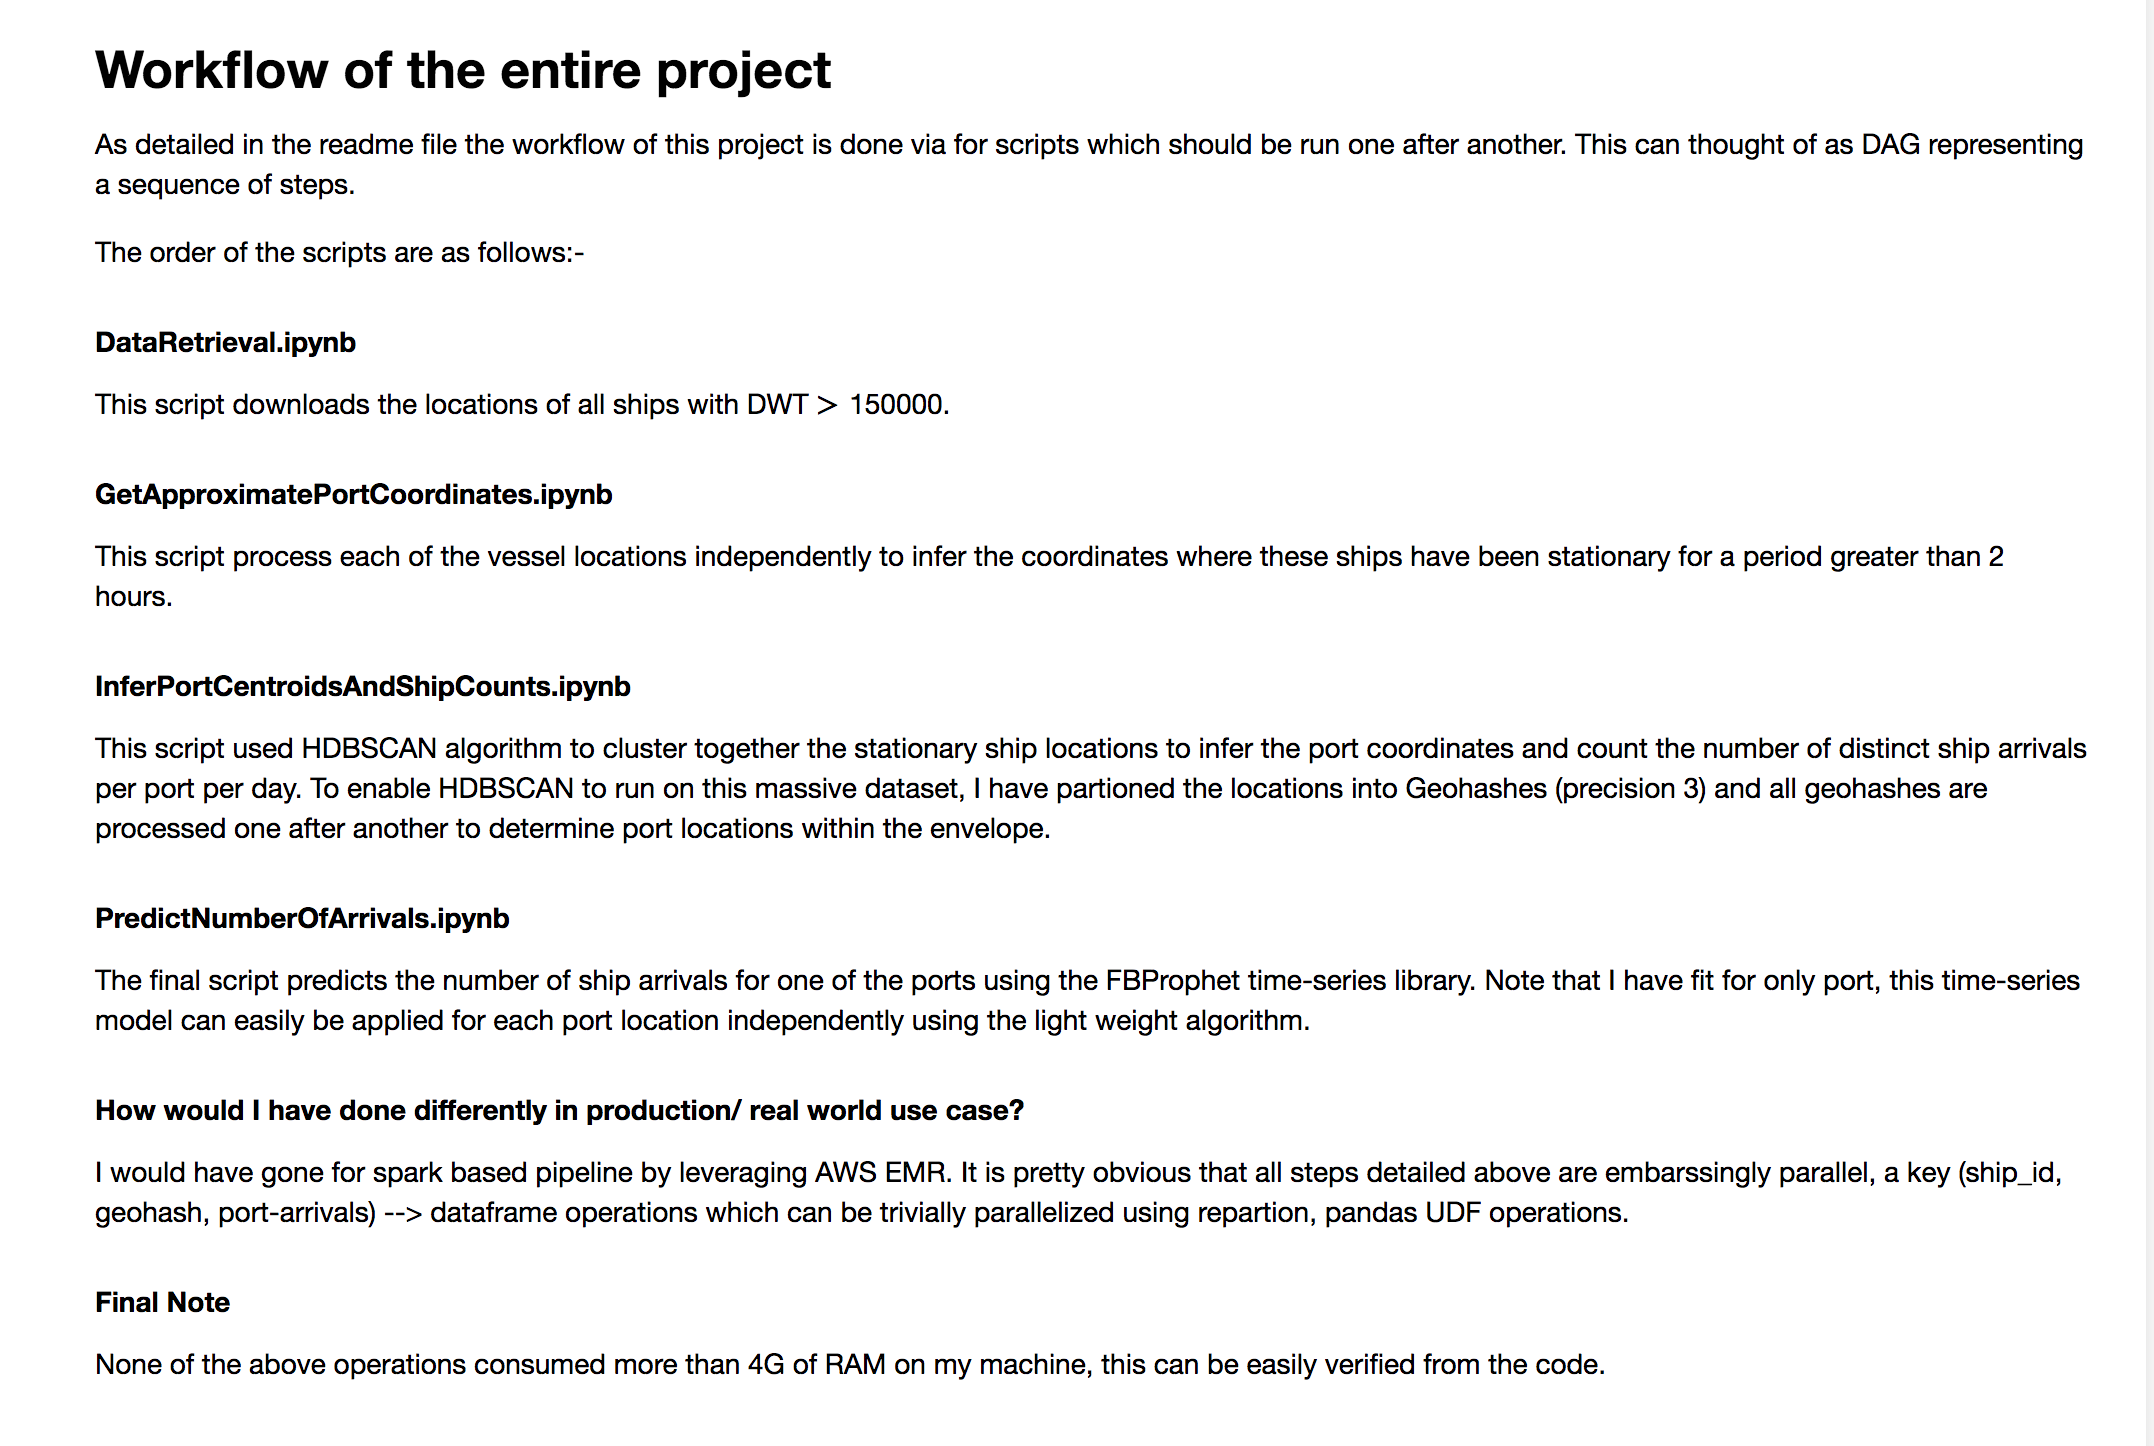 Workflow of the entire project
As detailed in the readme file the workflow of this project is done via for scripts which should be run one after another. This can thought of as DAG representing
a sequence of steps.
The order of the scripts are as follows:-
DataRetrieval.ipynb
This script downloads the locations of all ships with DWT > 150000.
GetApproximatePortCoordinates.ipynb
This script process each of the vessel locations independently to infer the coordinates where these ships have been stationary for a period greater than 2
hours.
InferPortCentroidsAndShipCounts.ipynb
This script used HDBSCAN algorithm to cluster together the stationary ship locations to infer the port coordinates and count the number of distinct ship arrivals
per port per day. To enable HDBSCAN to run on this massive dataset, I have partioned the locations into Geohashes (precision 3) and all geohashes are
processed one after another to determine port locations within the envelope.
PredictNumberOfArrivals.ipynb
The final script predicts the number of ship arrivals for one of the ports using the FBProphet time-series library. Note that I have fit for only port, this time-series
model can easily be applied for each port location independently using the light weight algorithm.
How would I have done differently in production/ real world use case?
I would have gone for spark based pipeline by leveraging AWS EMR. It is pretty obvious that all steps detailed above are embarssingly parallel, a key (ship_id,
geohash, port-arrivals) --> dataframe operations which can be trivially parallelized using repartion, pandas UDF operations.
Final Note
None of the above operations consumed more than 4G of RAM on my machine, this can be easily verified from the code.